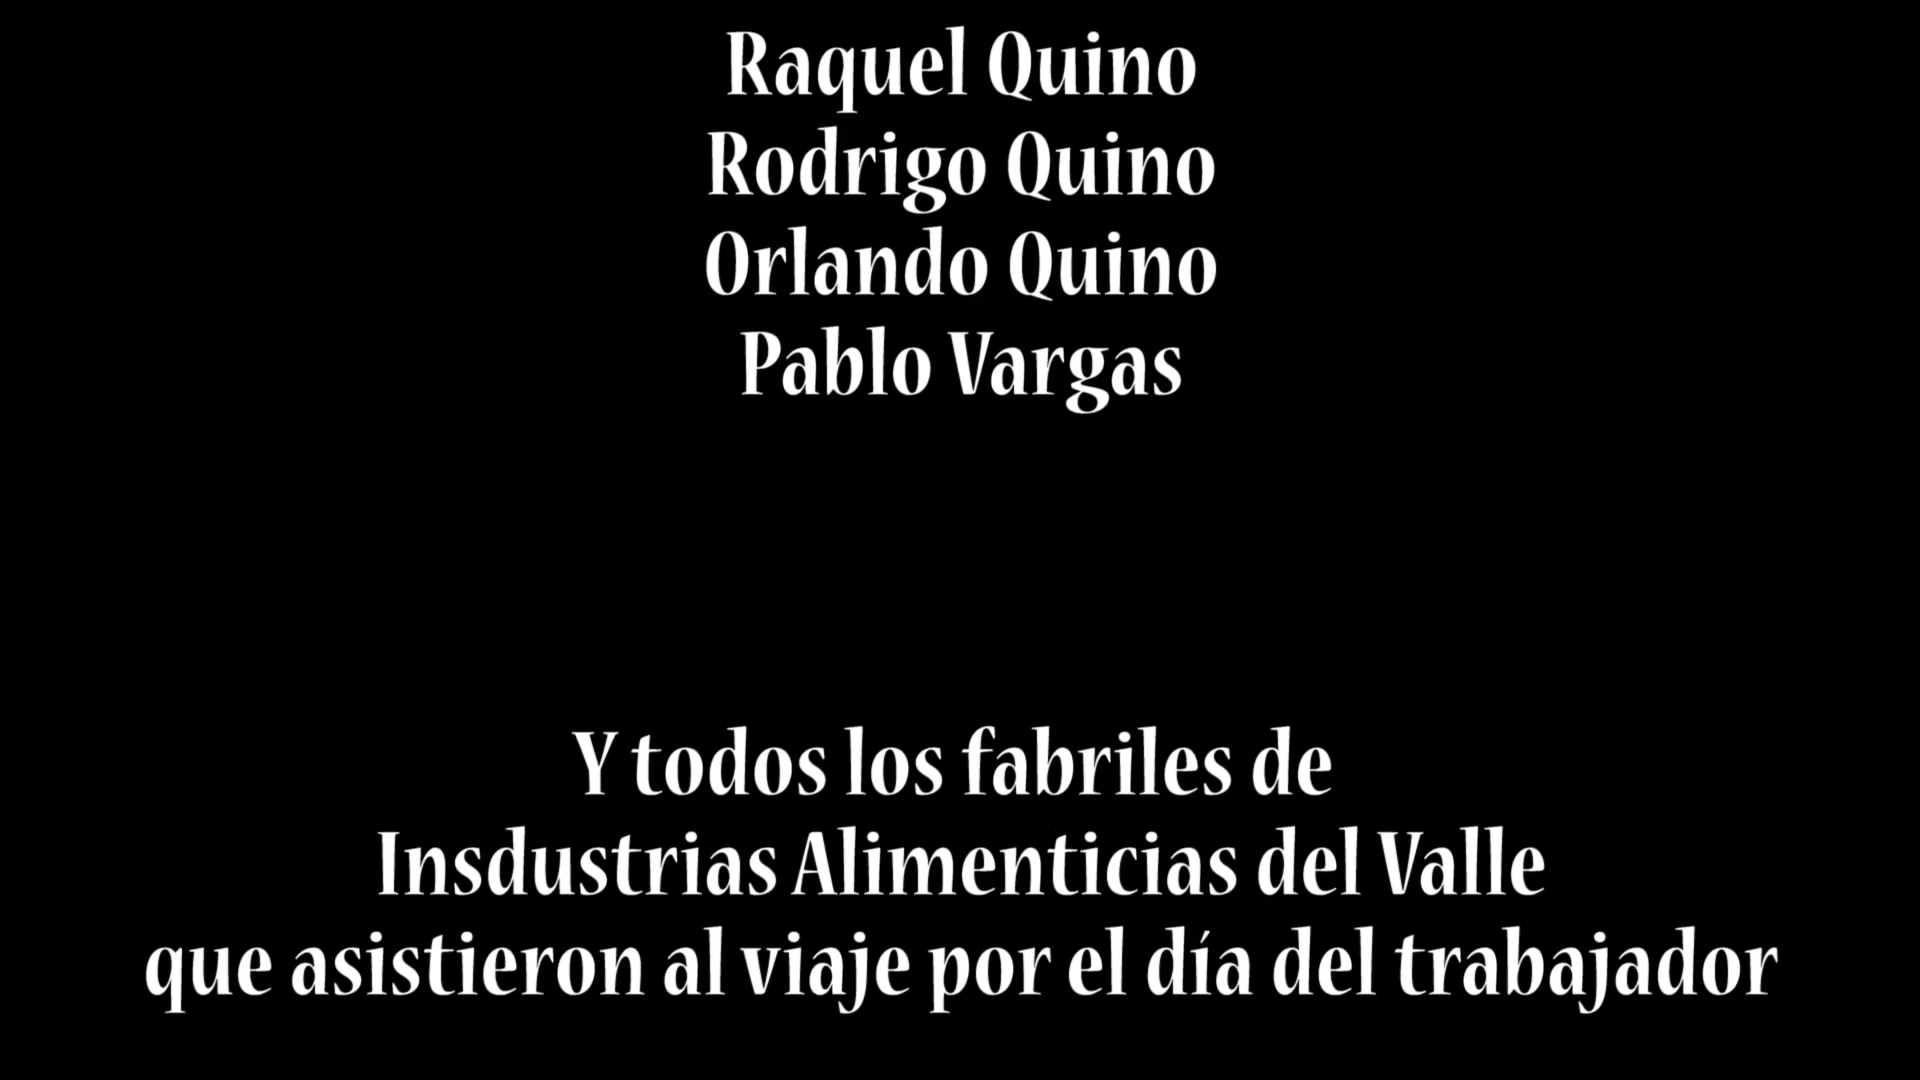 Raquel Quino
Rodrigo Quino
Orlando Quino
Pablo Vargas
Y todos los fabriles de
Insdustrias Alimenticias del Valle
que asistieron al viaje por el día del trabajador